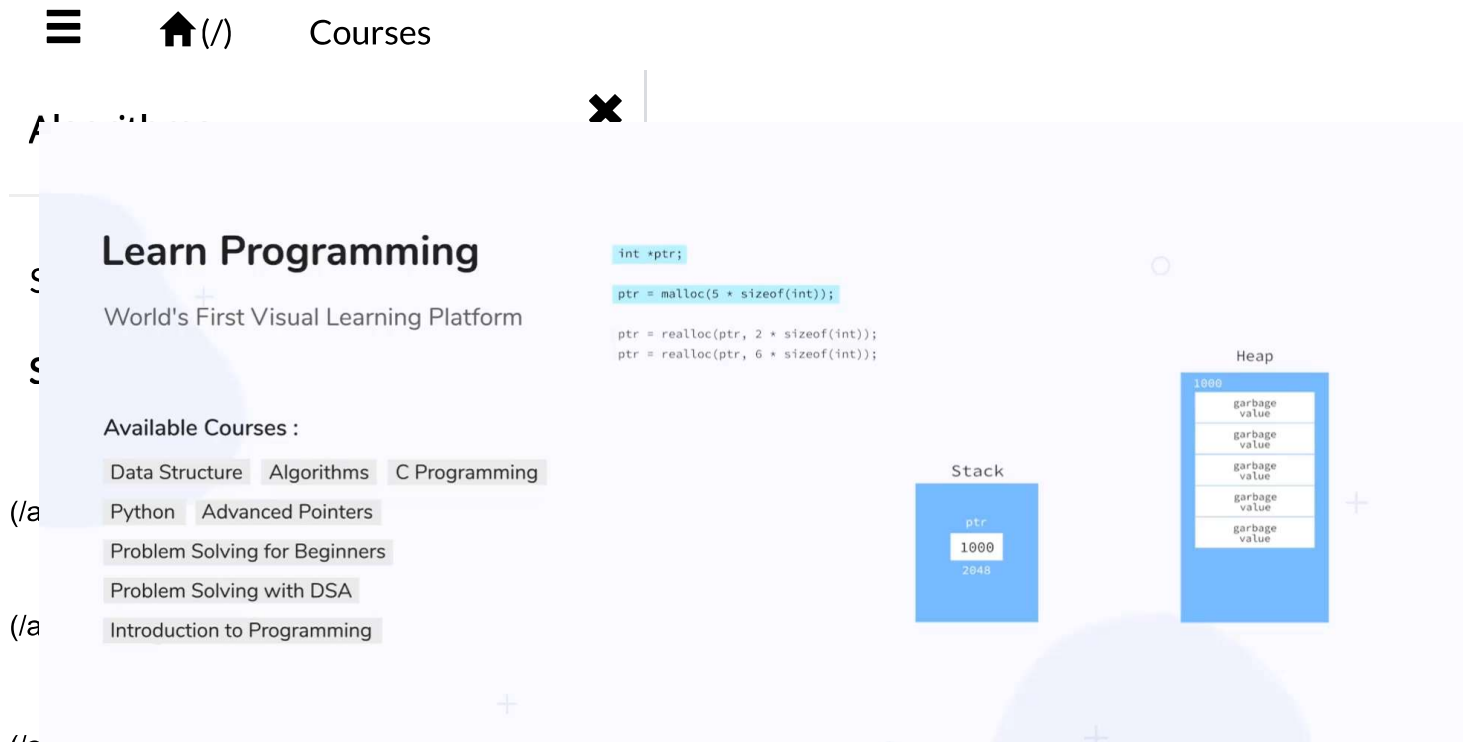 (/) Courses
Learn Programming
World's First Visual Learning Platform
Available Courses :
Data Structure Algorithms C Programming
Python Advanced Pointers
Problem Solving for Beginners
Problem Solving with DSA
Introduction to Programming
int *ptr;
ptr = malloc(5 * sizeof(int));
ptr = realloc(ptr, 2 * sizeof(int));
ptr = realloc(ptr, 6 * sizeof(int));
Stack
ptr
1000
2048
Heap
1000
garbage
value
garbage
value
garbage
value
garbage
value
garbage
value
(/a
(/a